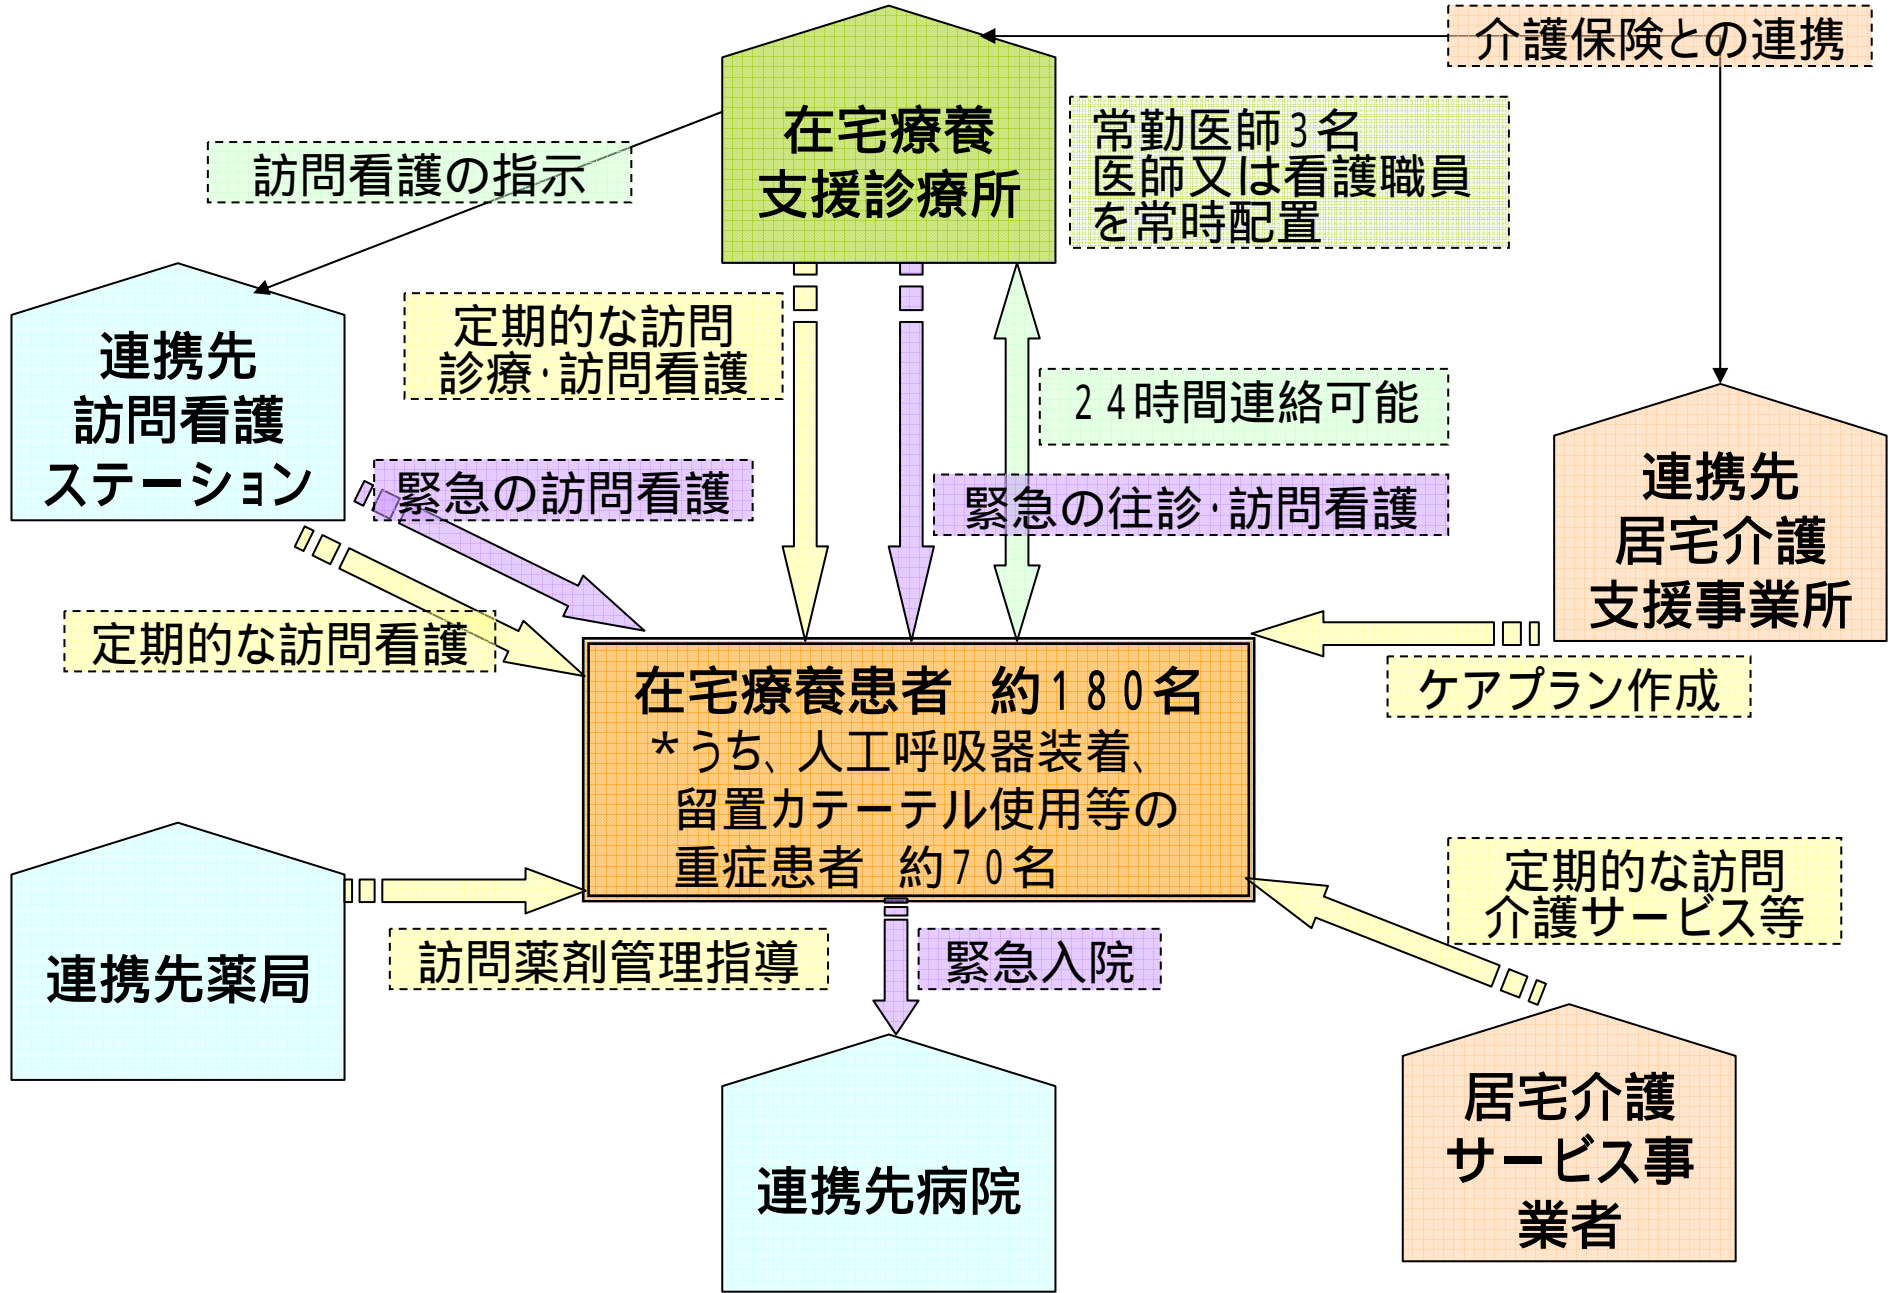 介護保険との連携
在宅療養
支援診療所
常勤医師3名
医師又は看護職員
を常時配置
訪問看護の指示
連携先
訪問看護
ステーション
定期的な訪問
診療・訪問看護
24時間連絡可能
緊急の訪問看護
緊急の往診・訪問看護
連携先
居宅介護
支援事業所
定期的な訪問看護
ケアプラン作成
在宅療養患者 約180名
*うち、人工呼吸器装着、
留置カテーテル使用等の
重症患者 約70名
定期的な訪問
介護サービス等
連携先薬局
訪問薬剤管理指導
緊急入院
連携先病院
居宅介護
サービス事
業者